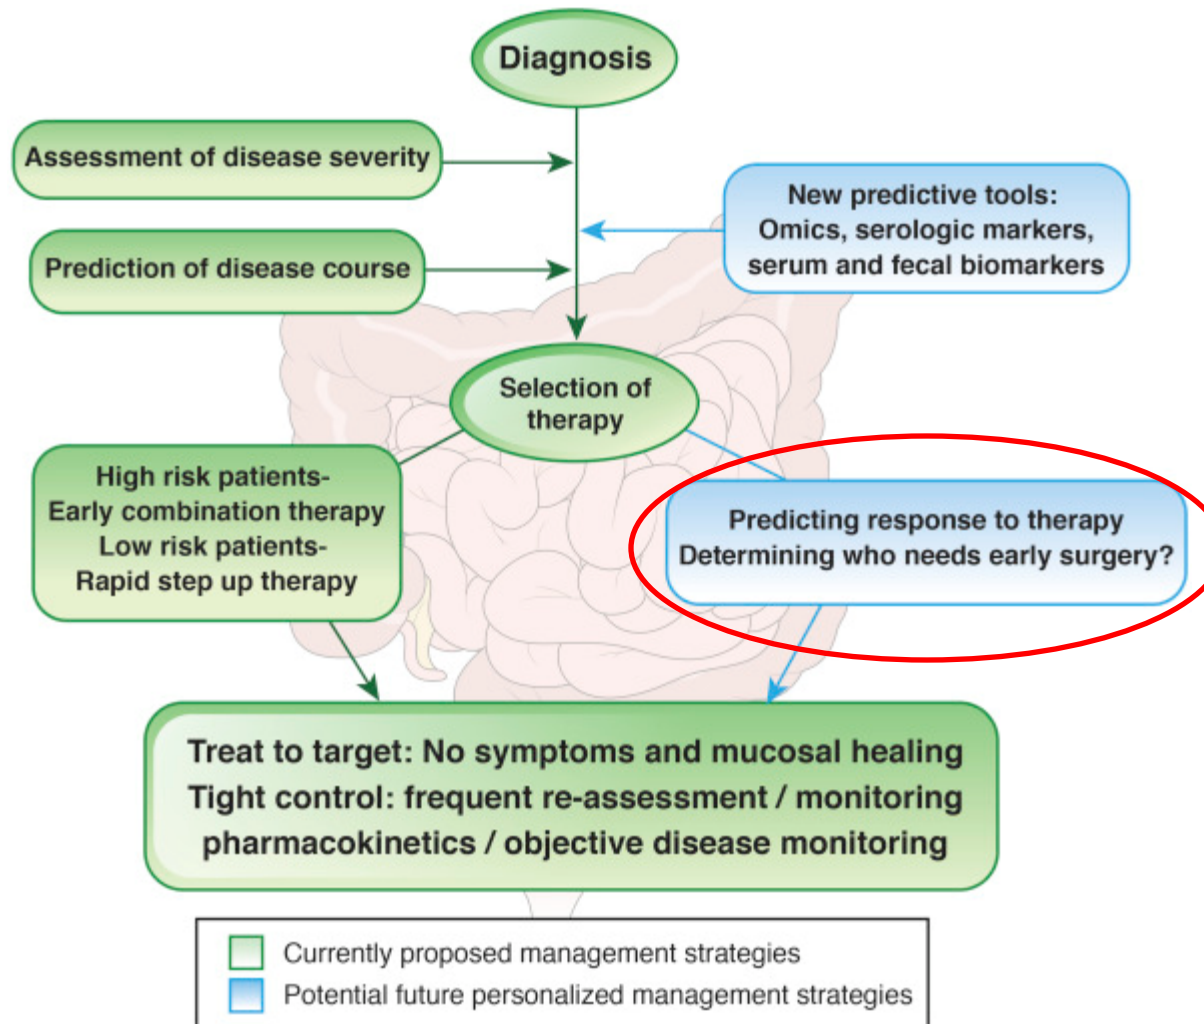 Diagnosis
Assessment of disease severity
New predictive tools:
Omics, serologic markers,
serum and fecal biomarkers
Prediction of disease course
Selection of
therapy
High risk patients-
Early combination therapy
Low risk patients-
Rapid step up therapy
Predicting response to therapy
Determining who needs early surgery?
Treat to target: No symptoms and mucosal healing
Tight control: frequent re-assessment / monitoring
pharmacokinetics / objective disease monitoring
Currently proposed management strategies
Potential future personalized management strategies